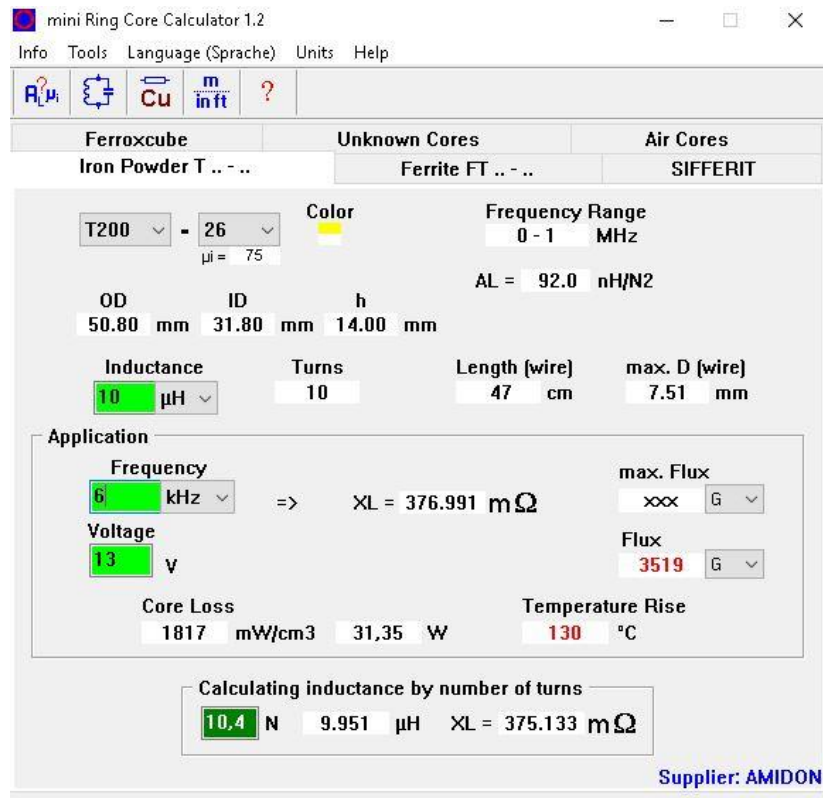 mini Ring Core Calculator 1.2
Info Tools Language (Sprache) Units Help
A_L? µi Cu m/in ft ?
Ferroxcube Unknown Cores Air Cores
Iron Powder T .. - .. Ferrite FT .. - .. SIFFERIT
Color Frequency Range
T200 - 26 0 - 1 MHz
µi = 75
AL = 92.0 nH/N2
OD ID h
50.80 mm 31.80 mm 14.00 mm
Inductance Turns Length (wire) max. D (wire)
10 µH 10 47 cm 7.51 mm
Application
Frequency max. Flux
6 kHz => XL = 376.991 mΩ xxx G
Voltage Flux
13 V 3519 G
Core Loss Temperature Rise
1817 mW/cm3 31,35 W 130 °C
Calculating inductance by number of turns
10,4 N 9.951 µH XL = 375.133 mΩ
Supplier: AMIDON